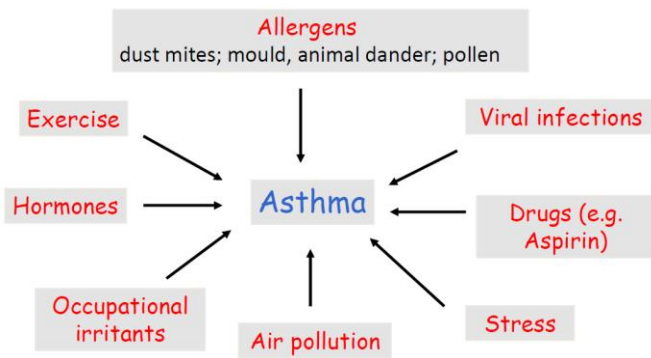 Allergens
dust mites; mould, animal dander; pollen
Exercise
Viral infections
Hormones
Asthma
Drugs (e.g.
Aspirin)
Occupational
irritants
Air pollution
Stress